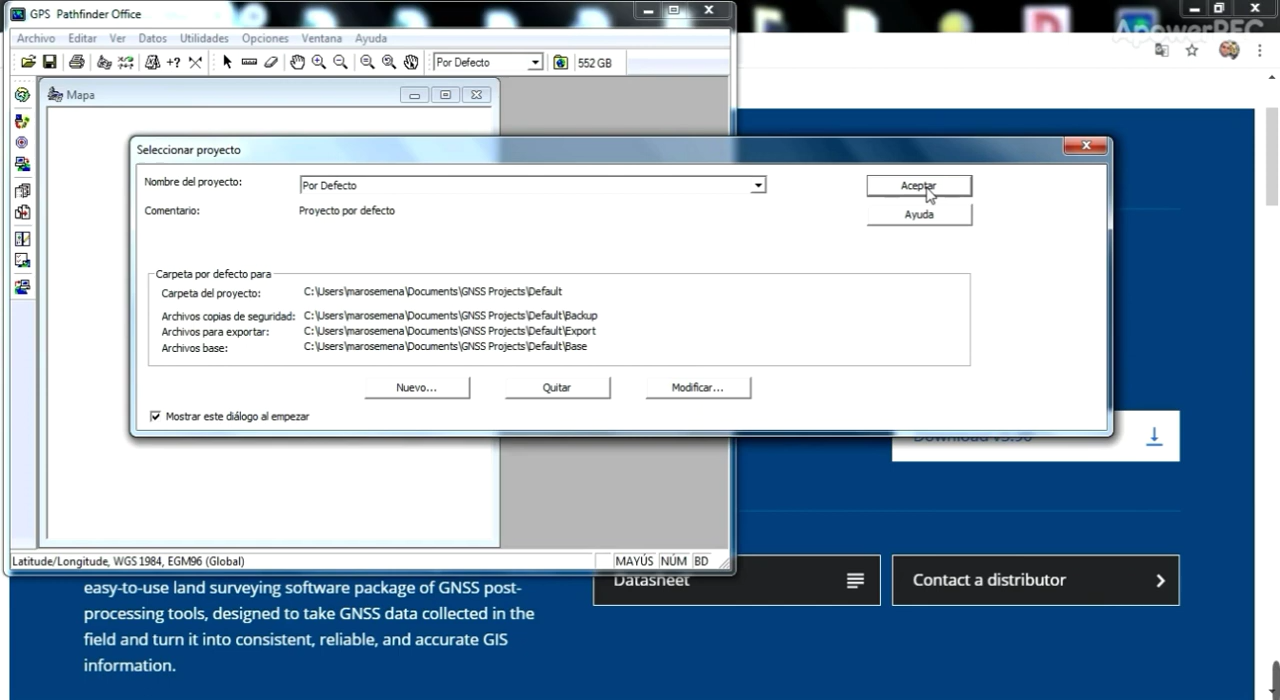 GPS Pathfinder Office
ApowerREC
Archivo Editar Ver Datos Utilidades Opciones Ventana Ayuda
Por Defecto 552 GB
Mapa
Seleccionar proyecto
Nombre del proyecto: Por Defecto Aceptar
Comentario: Proyecto por defecto Ayuda
Carpeta por defecto para
Carpeta del proyecto: C:\Users\marosemena\Documents\GNSS Projects\Default
Archivos copias de seguridad: C:\Users\marosemena\Documents\GNSS Projects\Default\Backup
Archivos para exportar: C:\Users\marosemena\Documents\GNSS Projects\Default\Export
Archivos base: C:\Users\marosemena\Documents\GNSS Projects\Default\Base
Nuevo... Quitar Modificar...
Mostrar este diálogo al empezar
Download v5.90
Latitude/Longitude, WGS 1984, EGM96 (Global) MAYÚS NÚM BD
Datasheet Contact a distributor
easy-to-use land surveying software package of GNSS post-
processing tools, designed to take GNSS data collected in the
field and turn it into consistent, reliable, and accurate GIS
information.